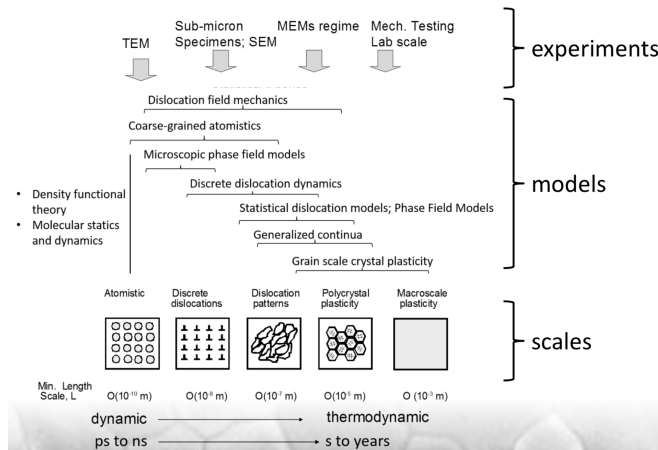 TEM
Sub-micron
Specimens; SEM
MEMs regime
Mech. Testing
Lab scale
experiments
Dislocation field mechanics
Coarse-grained atomistics
Microscopic phase field models
Discrete dislocation dynamics
Statistical dislocation models; Phase Field Models
Generalized continua
Grain scale crystal plasticity
models
• Density functional
theory
• Molecular statics
and dynamics
Atomistic
Discrete
dislocations
Dislocation
patterns
Polycrystal
plasticity
Macroscale
plasticity
scales
Min. Length
Scale, L
O(10⁻¹⁰ m)
O(10⁻⁸ m)
O(10⁻⁷ m)
O(10⁻⁵ m)
O (10⁻³ m)
dynamic
thermodynamic
ps to ns
s to years